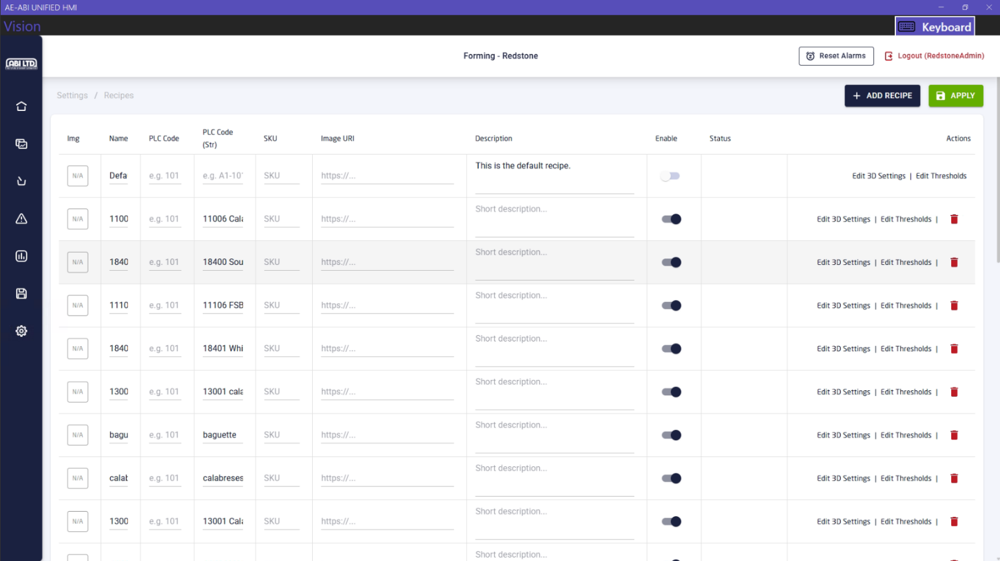 AE-ABI UNIFIED HMI
Vision
Keyboard
ABI LTD
Forming - Redstone
Reset Alarms
Logout (RedstoneAdmin)
Settings / Recipes
+ ADD RECIPE
APPLY
Img Name PLC Code PLC Code (Str) SKU Image URI Description Enable Status Actions
N/A Defa e.g. 101 e.g. A1-10 SKU https://... This is the default recipe. Edit 3D Settings | Edit Thresholds
N/A 1100 e.g. 101 11006 Cala SKU https://... Short description... Edit 3D Settings | Edit Thresholds |
N/A 1840 e.g. 101 18400 Sou SKU https://... Short description... Edit 3D Settings | Edit Thresholds |
N/A 1110 e.g. 101 11106 FSB SKU https://... Short description... Edit 3D Settings | Edit Thresholds |
N/A 1840 e.g. 101 18401 Whi SKU https://... Short description... Edit 3D Settings | Edit Thresholds |
N/A 1300 e.g. 101 13001 cala SKU https://... Short description... Edit 3D Settings | Edit Thresholds |
N/A bagu e.g. 101 baguette SKU https://... Short description... Edit 3D Settings | Edit Thresholds |
N/A calab e.g. 101 calabreses SKU https://... Short description... Edit 3D Settings | Edit Thresholds |
N/A 1300 e.g. 101 13001 Cala SKU https://... Short description... Edit 3D Settings | Edit Thresholds |
Short description...